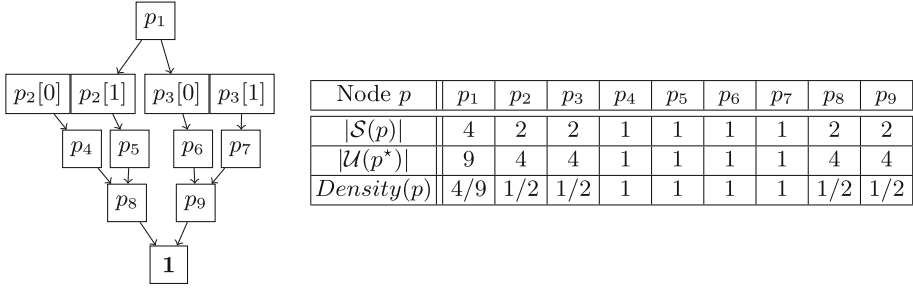 p₁
p₂[0] p₂[1] p₃[0] p₃[1]
p₄ p₅ p₆ p₇
p₈ p₉
1
Node p p₁ p₂ p₃ p₄ p₅ p₆ p₇ p₈ p₉
|𝒮(p)| 4 2 2 1 1 1 1 2 2
|𝒰(p⋆)| 9 4 4 1 1 1 1 4 4
Density(p) 4/9 1/2 1/2 1 1 1 1 1/2 1/2